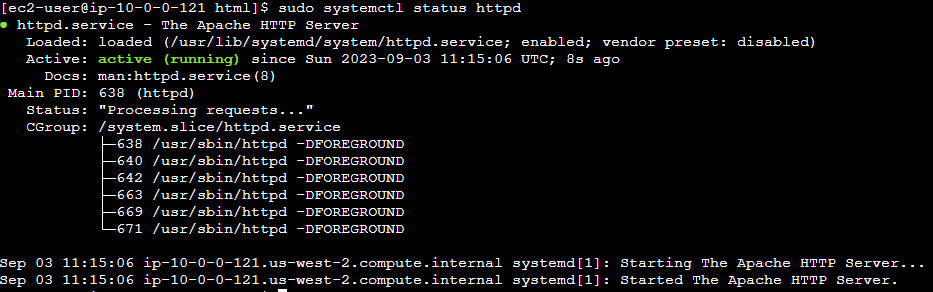 [ec2-user@ip-10-0-0-121 html]$ sudo systemctl status httpd
● httpd.service - The Apache HTTP Server
   Loaded: loaded (/usr/lib/systemd/system/httpd.service; enabled; vendor preset: disabled)
   Active: active (running) since Sun 2023-09-03 11:15:06 UTC; 8s ago
     Docs: man:httpd.service(8)
 Main PID: 638 (httpd)
   Status: "Processing requests..."
   CGroup: /system.slice/httpd.service
           ├─638 /usr/sbin/httpd -DFOREGROUND
           ├─640 /usr/sbin/httpd -DFOREGROUND
           ├─642 /usr/sbin/httpd -DFOREGROUND
           ├─663 /usr/sbin/httpd -DFOREGROUND
           ├─669 /usr/sbin/httpd -DFOREGROUND
           └─671 /usr/sbin/httpd -DFOREGROUND

Sep 03 11:15:06 ip-10-0-0-121.us-west-2.compute.internal systemd[1]: Starting The Apache HTTP Server...
Sep 03 11:15:06 ip-10-0-0-121.us-west-2.compute.internal systemd[1]: Started The Apache HTTP Server.